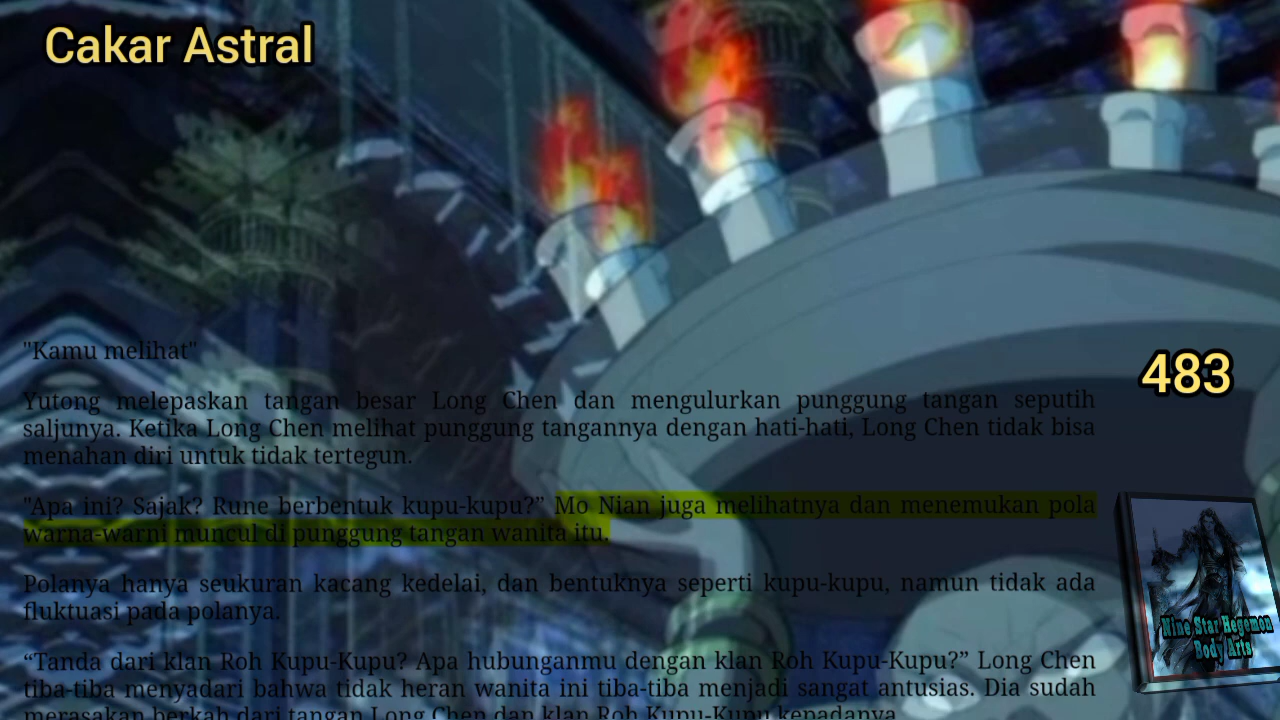 Cakar Astral
"Kamu melihat"
Yutong melepaskan tangan besar Long Chen dan mengulurkan punggung tangan seputih
saljunya. Ketika Long Chen melihat punggung tangannya dengan hati-hati, Long Chen tidak bisa
menahan diri untuk tidak tertegun.
483
"Apa ini? Sajak? Rune berbentuk kupu-kupu?” Mo Nian juga melihatnya dan menemukan pola
warna-warni muncul di punggung tangan wanita itu.
Polanya hanya seukuran kacang kedelai, dan bentuknya seperti kupu-kupu, namun tidak ada
fluktuasi pada polanya.
Nine Star Hegemon
Body Arts
“Tanda dari klan Roh Kupu-Kupu? Apa hubunganmu dengan klan Roh Kupu-Kupu?” Long Chen
tiba-tiba menyadari bahwa tidak heran wanita ini tiba-tiba menjadi sangat antusias. Dia sudah
merasakan berkah dari tangan Long Chen dan klan Roh Kupu-Kupu kepadanya.